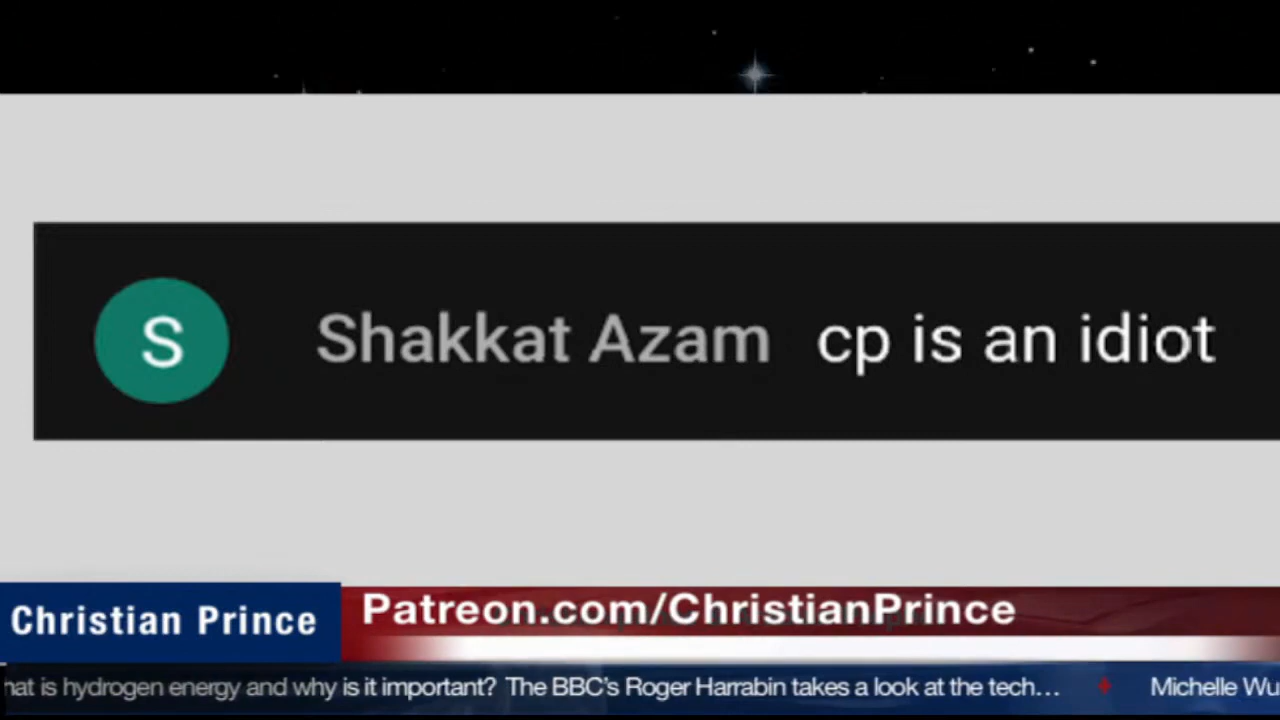 S Shakkat Azam cp is an idiot
Christian Prince
Patreon.com/ChristianPrince
hat is hydrogen energy and why is it important? The BBC's Roger Harrabin takes a look at the tech… Michelle Wu